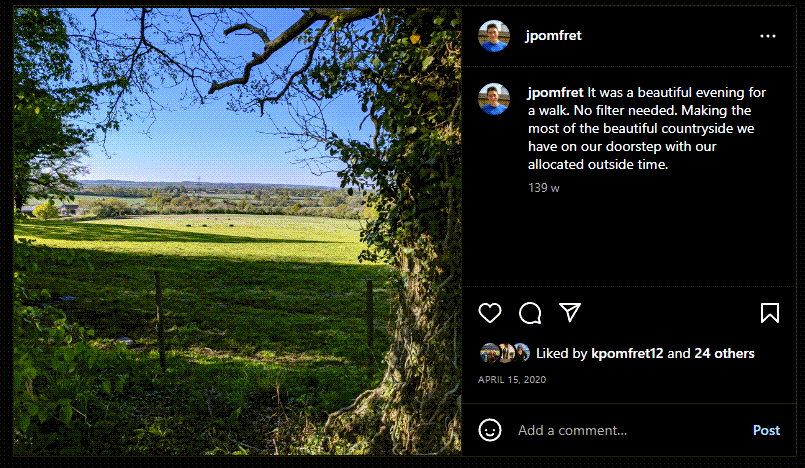 jpomfret
jpomfret It was a beautiful evening for
a walk. No filter needed. Making the
most of the beautiful countryside we
have on our doorstep with our
allocated outside time.
139 w
Liked by kpomfret12 and 24 others
APRIL 15, 2020
Add a comment...
Post